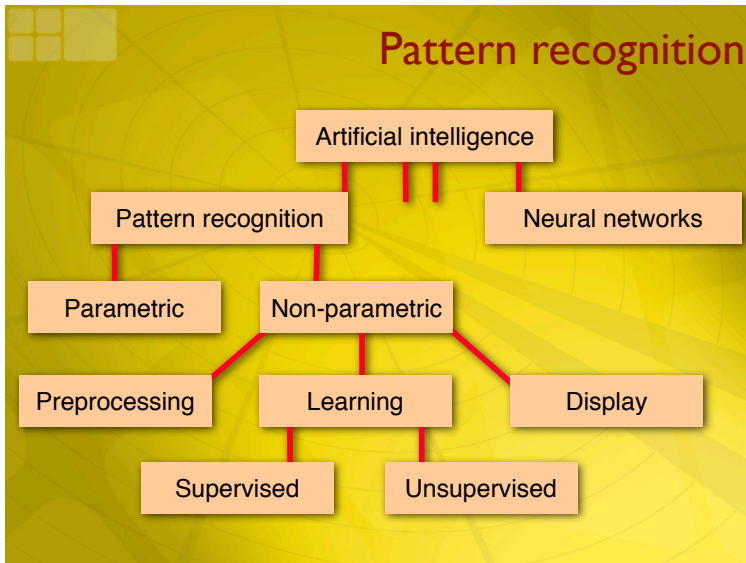 Pattern recognition
Artificial intelligence
Pattern recognition
Neural networks
Parametric
Non-parametric
Preprocessing
Learning
Display
Supervised
Unsupervised